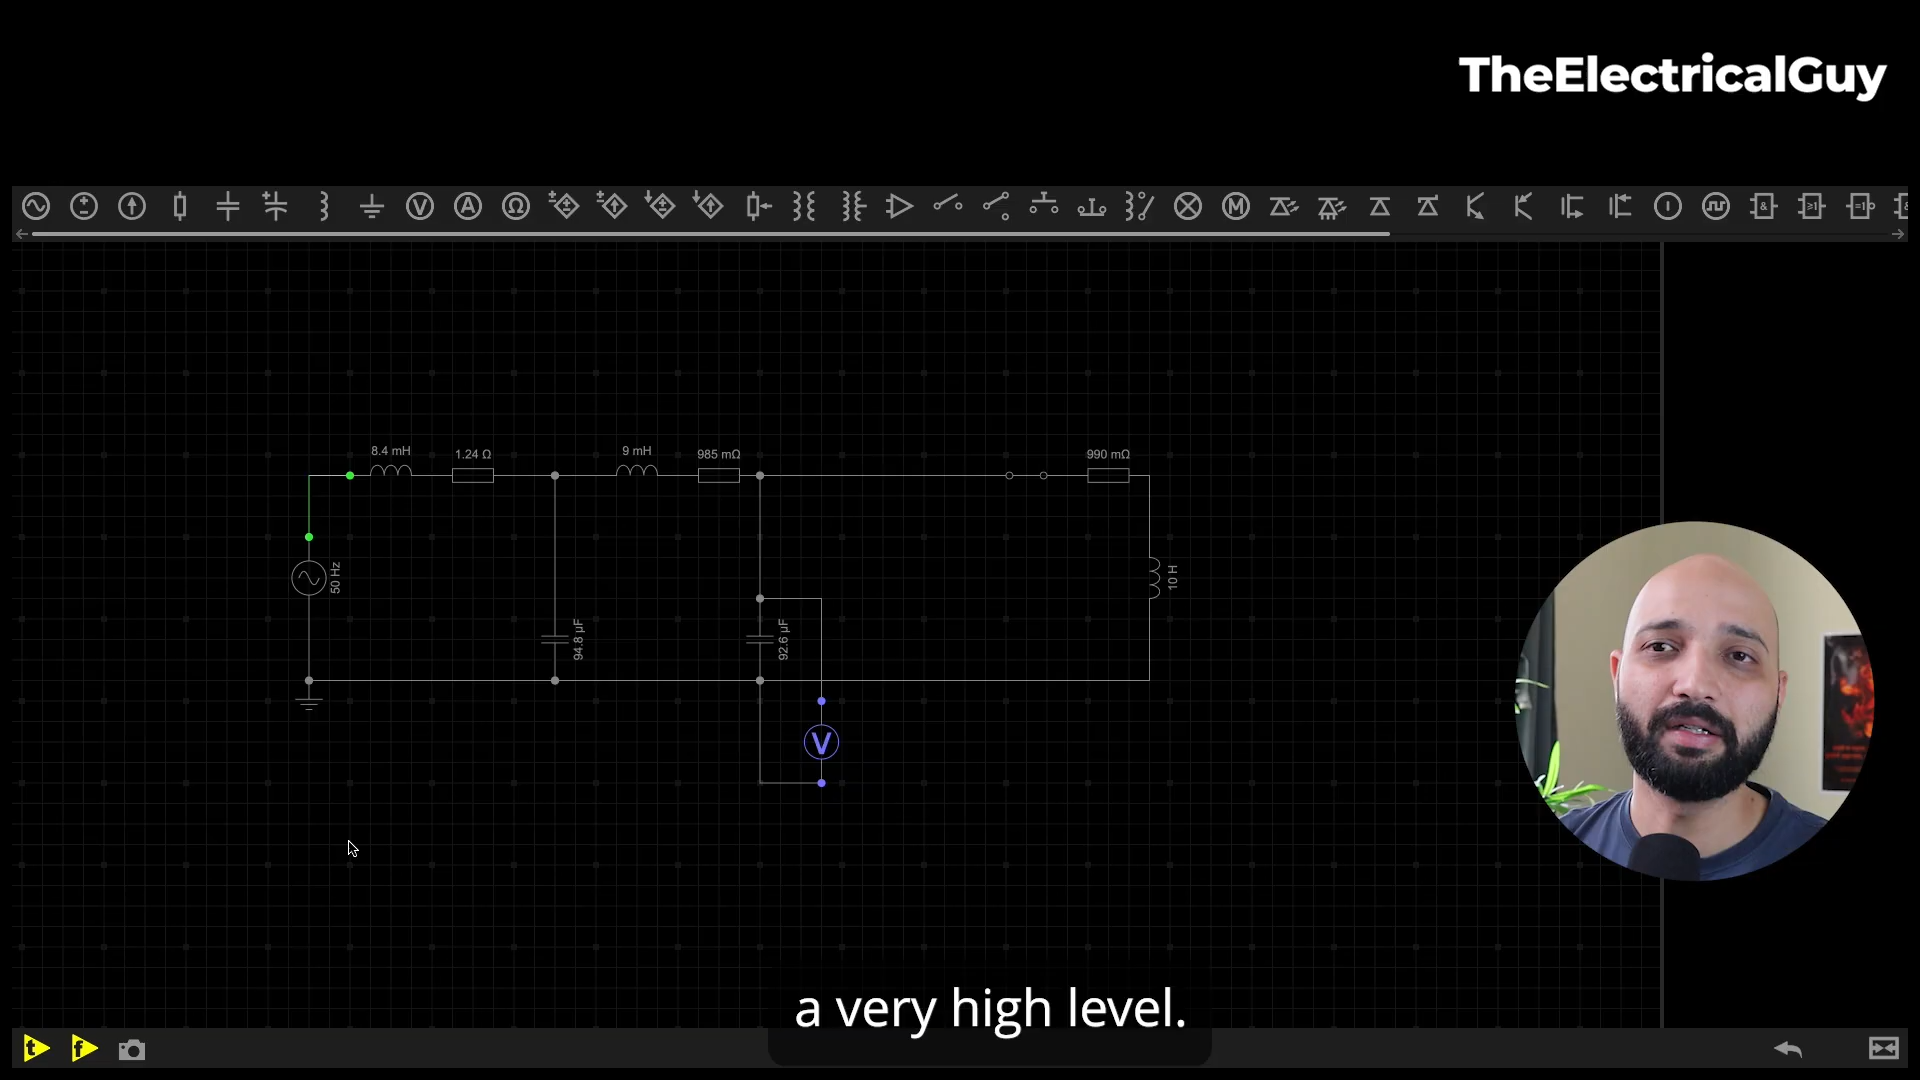 TheElectricalGuy
8.4 mH
1.24 Ω
9 mH
985 mΩ
990 mΩ
50 Hz
94.8 µF
92.6 µF
10 H
V
a very high level.
t
f